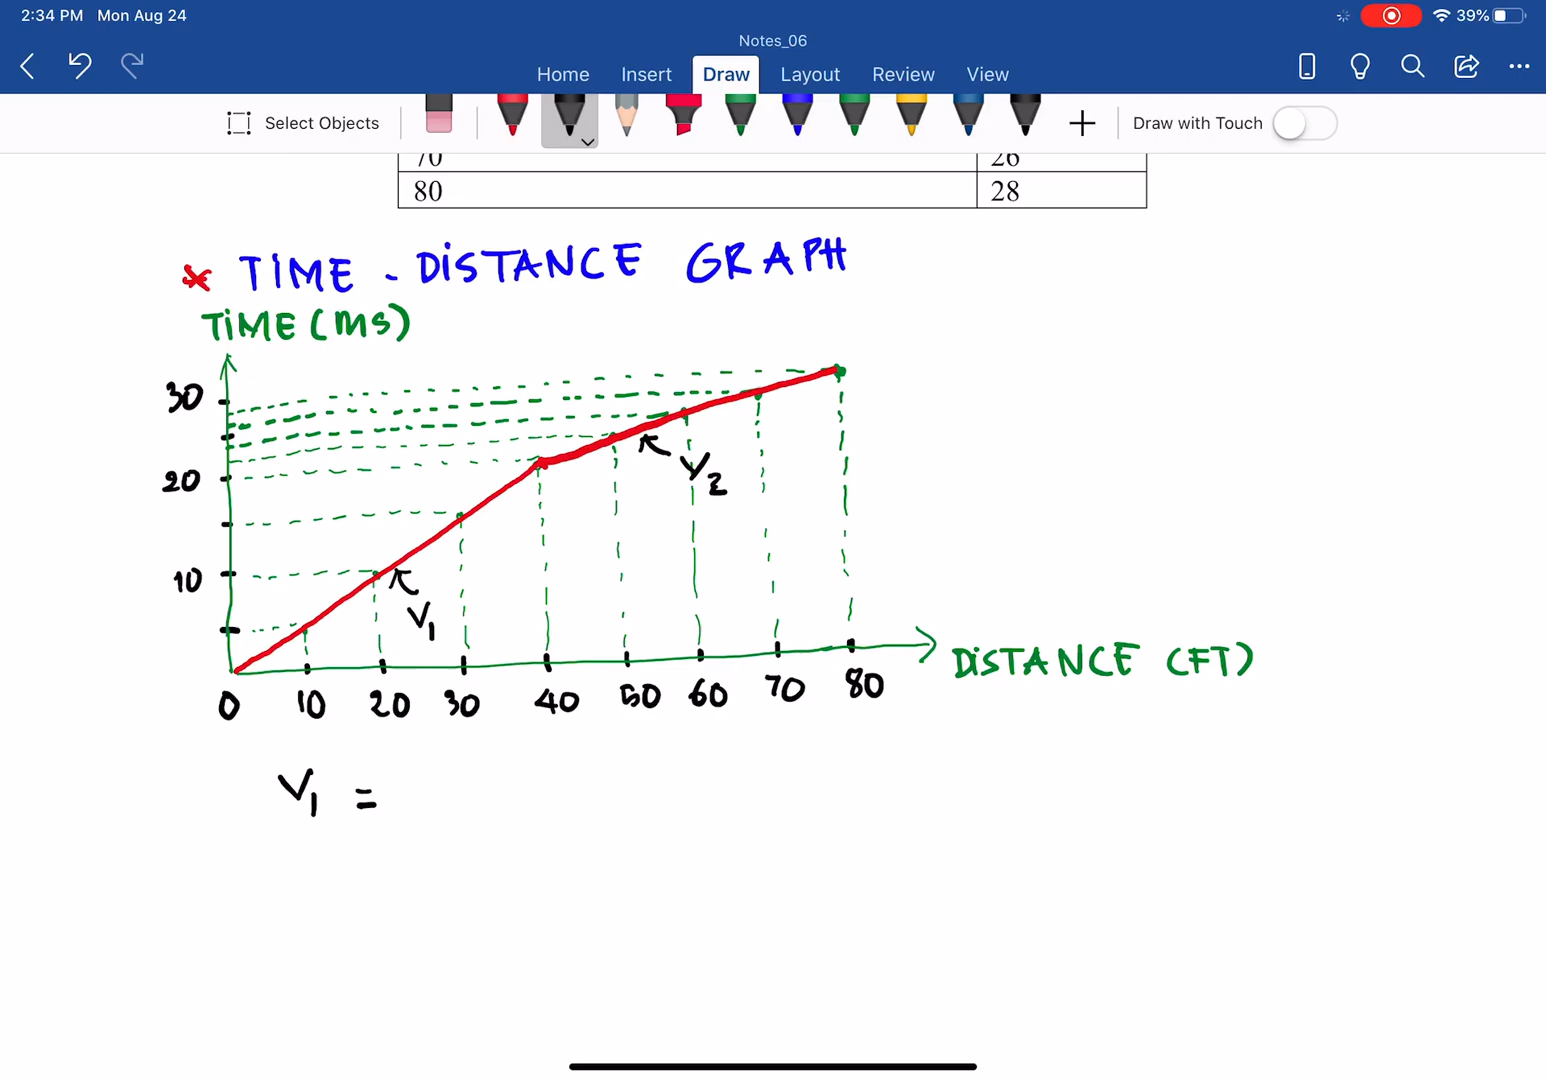 2:34 PM Mon Aug 24
39%
Notes_06
Home Insert Draw Layout Review View
Select Objects
Draw with Touch
70 26
80 28
* TIME - DISTANCE GRAPH
TIME (ms)
30
20
10
V2
V1
0 10 20 30 40 50 60 70 80
DISTANCE (FT)
V1 =